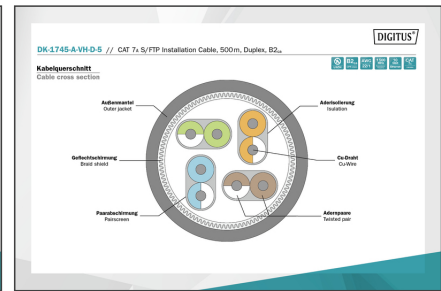 DIGITUS®
DK-1745-A-VH-D-5 // CAT 7A S/FTP Installation Cable, 500m, Duplex, B2ca
Kabelquerschnitt
Cable cross section
Außenmantel
Outer jacket
Aderisolierung
Insulation
Geflechtschirmung
Braid shield
Cu-Draht
Cu-Wire
Paarabschirmung
Pairscreen
Adernpaare
Twisted pair